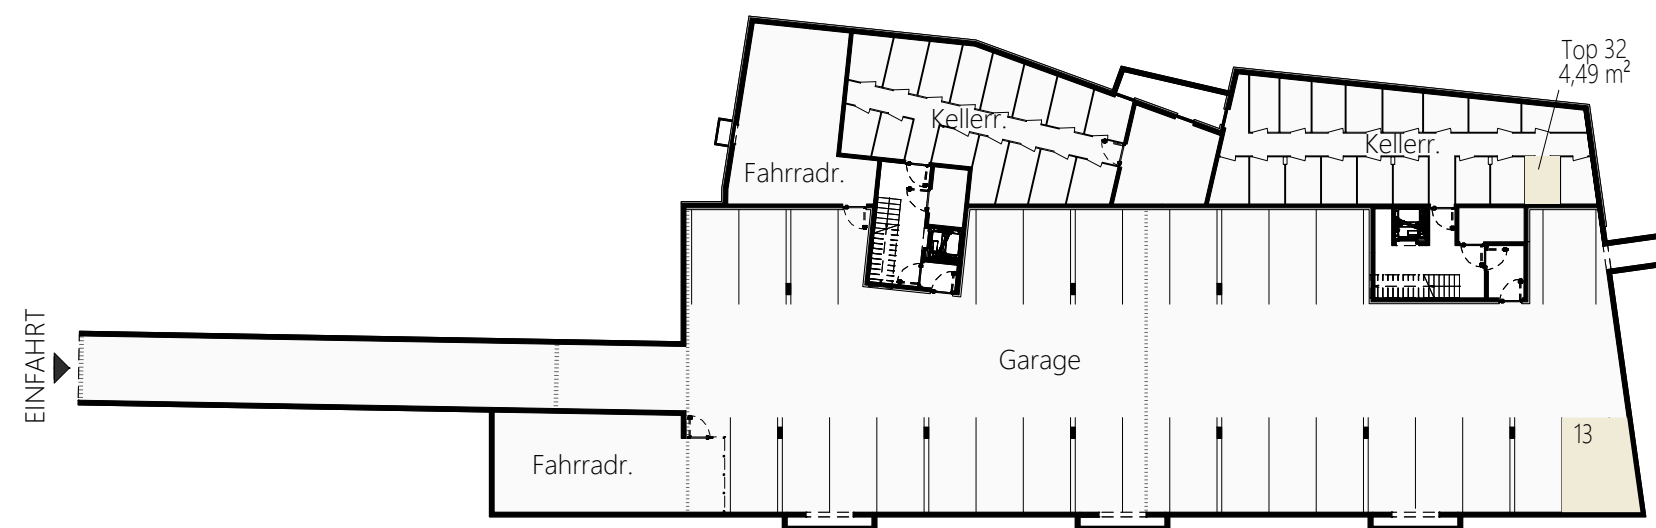 Top 32
4,49 m²
Kellerr.
Kellerr.
Fahrradr.
EINFAHRT
Garage
13
Fahrradr.